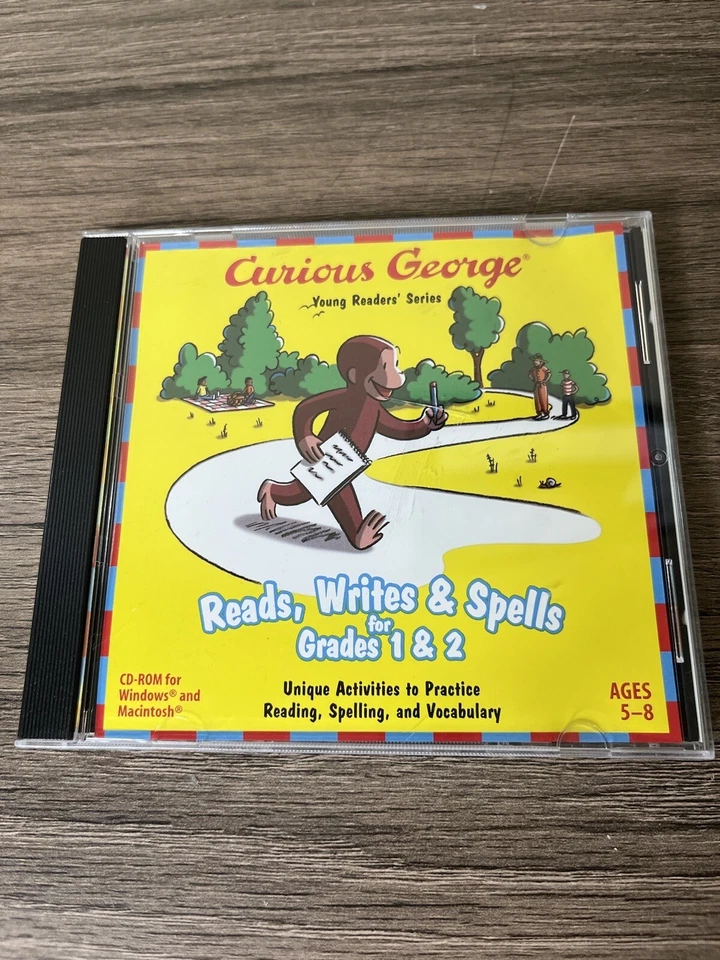 Curious George®
Young Readers' Series
Reads, Writes & Spells
for
Grades 1 & 2
CD-ROM for
Windows® and
Macintosh®
Unique Activities to Practice
Reading, Spelling, and Vocabulary
AGES
5–8